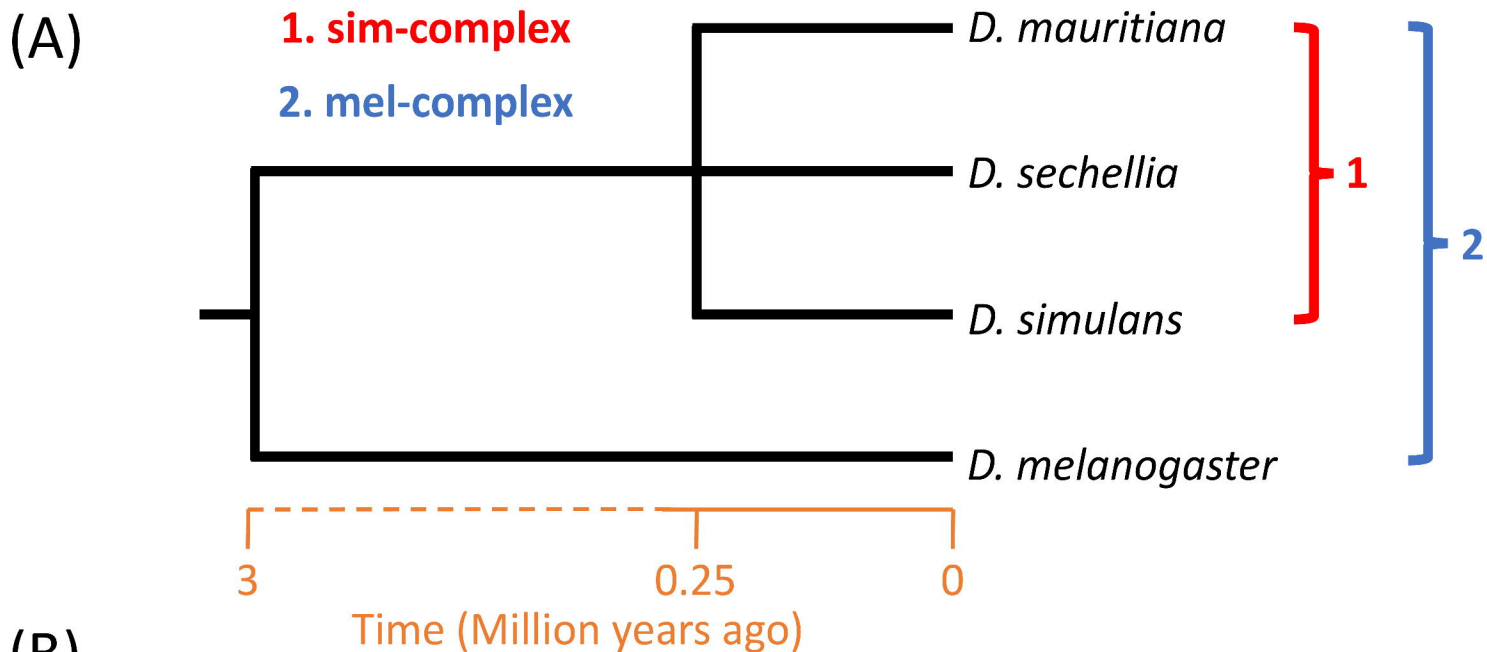 (A)
1. sim-complex
2. mel-complex
D. mauritiana
D. sechellia
D. simulans
D. melanogaster
1
2
3 0.25 0
Time (Million years ago)
(B)